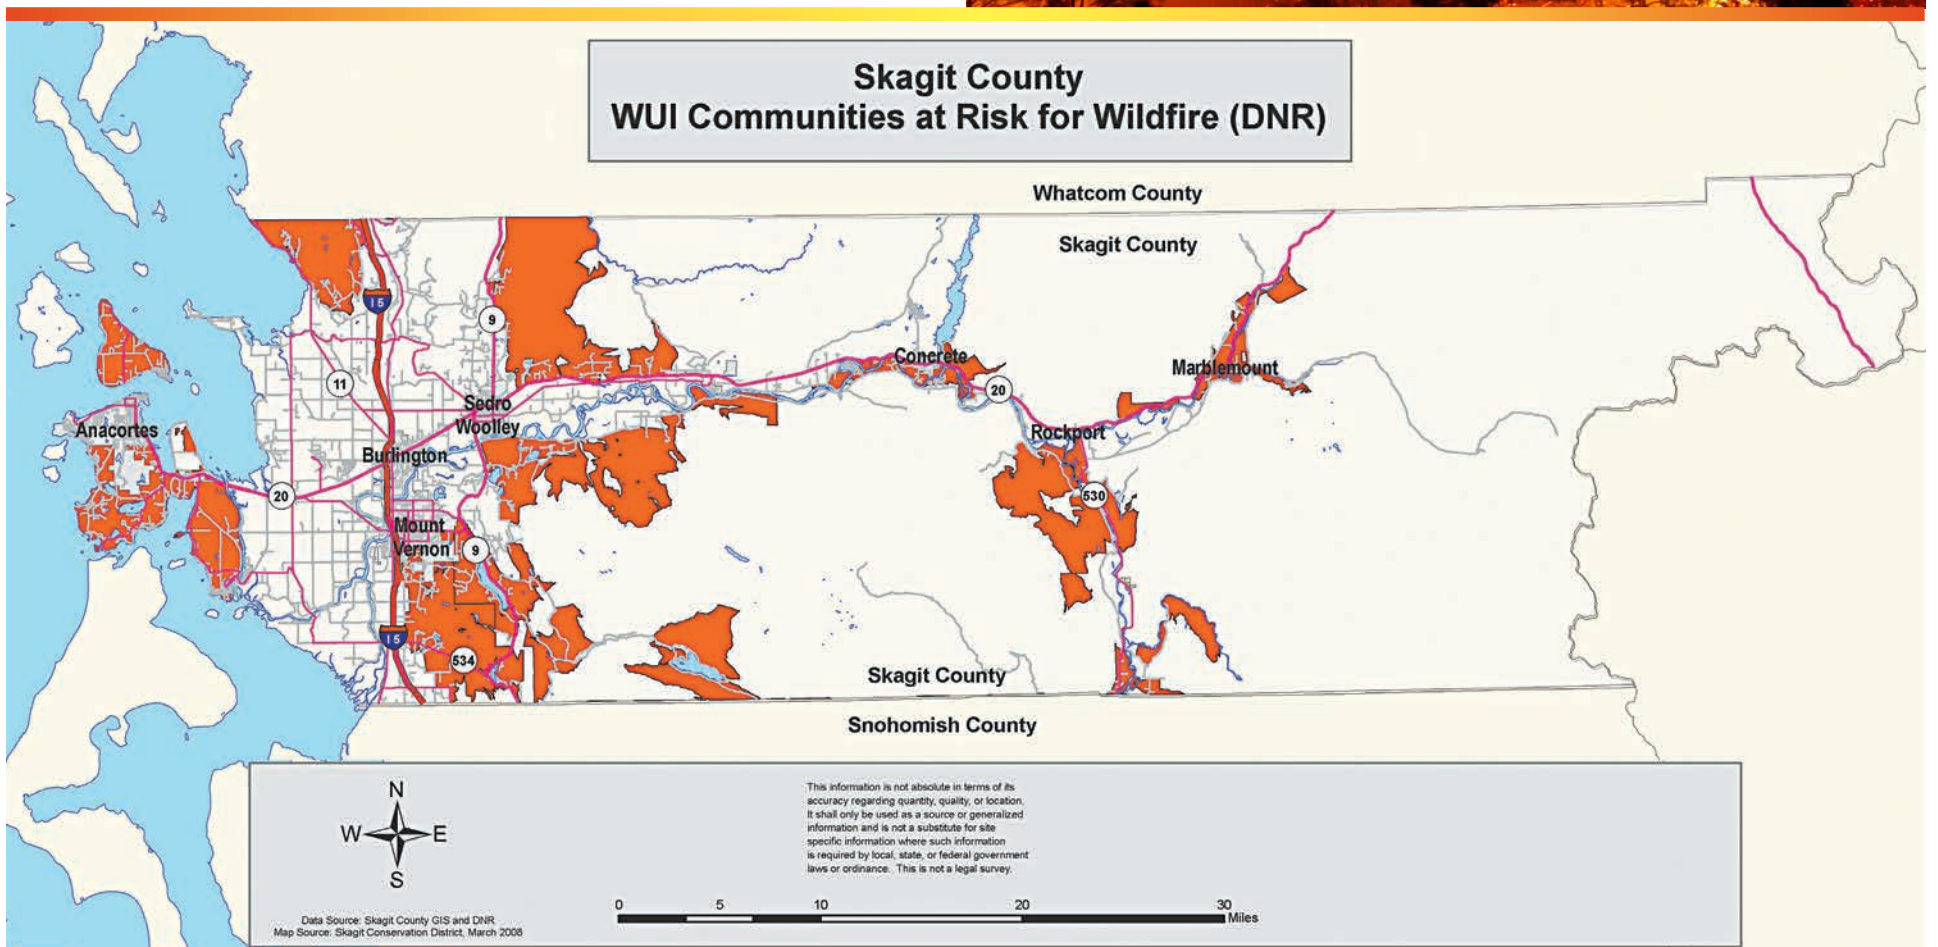 Skagit County
WUI Communities at Risk for Wildfire (DNR)
Whatcom County
Skagit County
I 5
9
11
Concrete
20
Marblemount
Sedro
Woolley
Anacortes
Burlington
Rockport
20
530
Mount
Vernon
9
I 5
534
Skagit County
Snohomish County
N
W E
S
This information is not absolute in terms of its
accuracy regarding quantity, quality, or location.
It shall only be used as a source or generalized
information and is not a substitute for site
specific information where such information
is required by local, state, or federal government
laws or ordinance. This is not a legal survey.
0 5 10 20 30
Miles
Data Source: Skagit County GIS and DNR
Map Source: Skagit Conservation District, March 2008